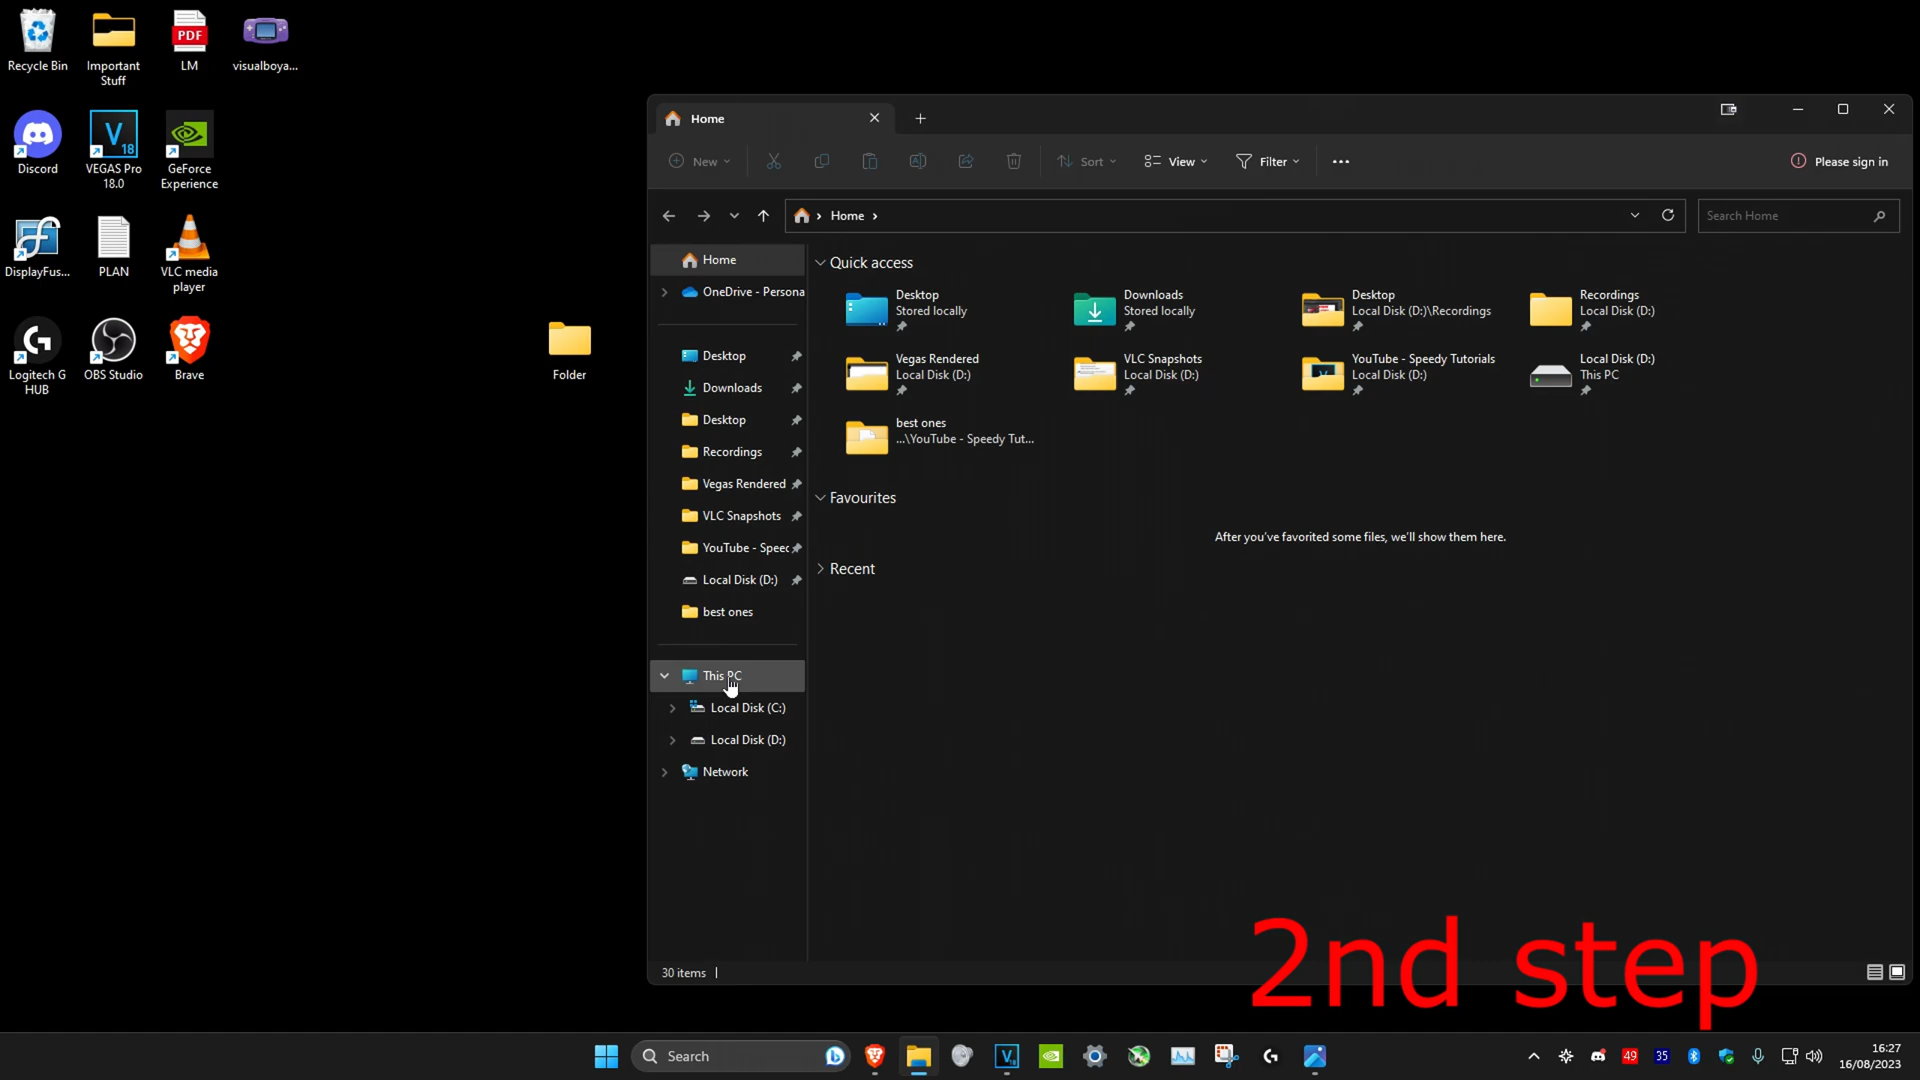 Recycle Bin
Important
Stuff
LM
visualboya...
Discord
VEGAS Pro
18.0
GeForce
Experience
DisplayFus...
PLAN
VLC media
player
Logitech G
HUB
OBS Studio
Brave
Folder
PDF
V
18
Home
New
Sort
View
Filter
Please sign in
Home
Search Home
Home
OneDrive - Persona
Desktop
Downloads
Desktop
Recordings
Vegas Rendered
VLC Snapshots
YouTube - Speec
Local Disk (D:)
best ones
This PC
Local Disk (C:)
Local Disk (D:)
Network
Quick access
Desktop
Stored locally
Downloads
Stored locally
Desktop
Local Disk (D:)\Recordings
Recordings
Local Disk (D:)
Vegas Rendered
Local Disk (D:)
VLC Snapshots
Local Disk (D:)
YouTube - Speedy Tutorials
Local Disk (D:)
Local Disk (D:)
This PC
best ones
...\YouTube - Speedy Tut...
Favourites
After you've favorited some files, we'll show them here.
Recent
30 items
2nd step
Search
V
49
35
16:27
16/08/2023